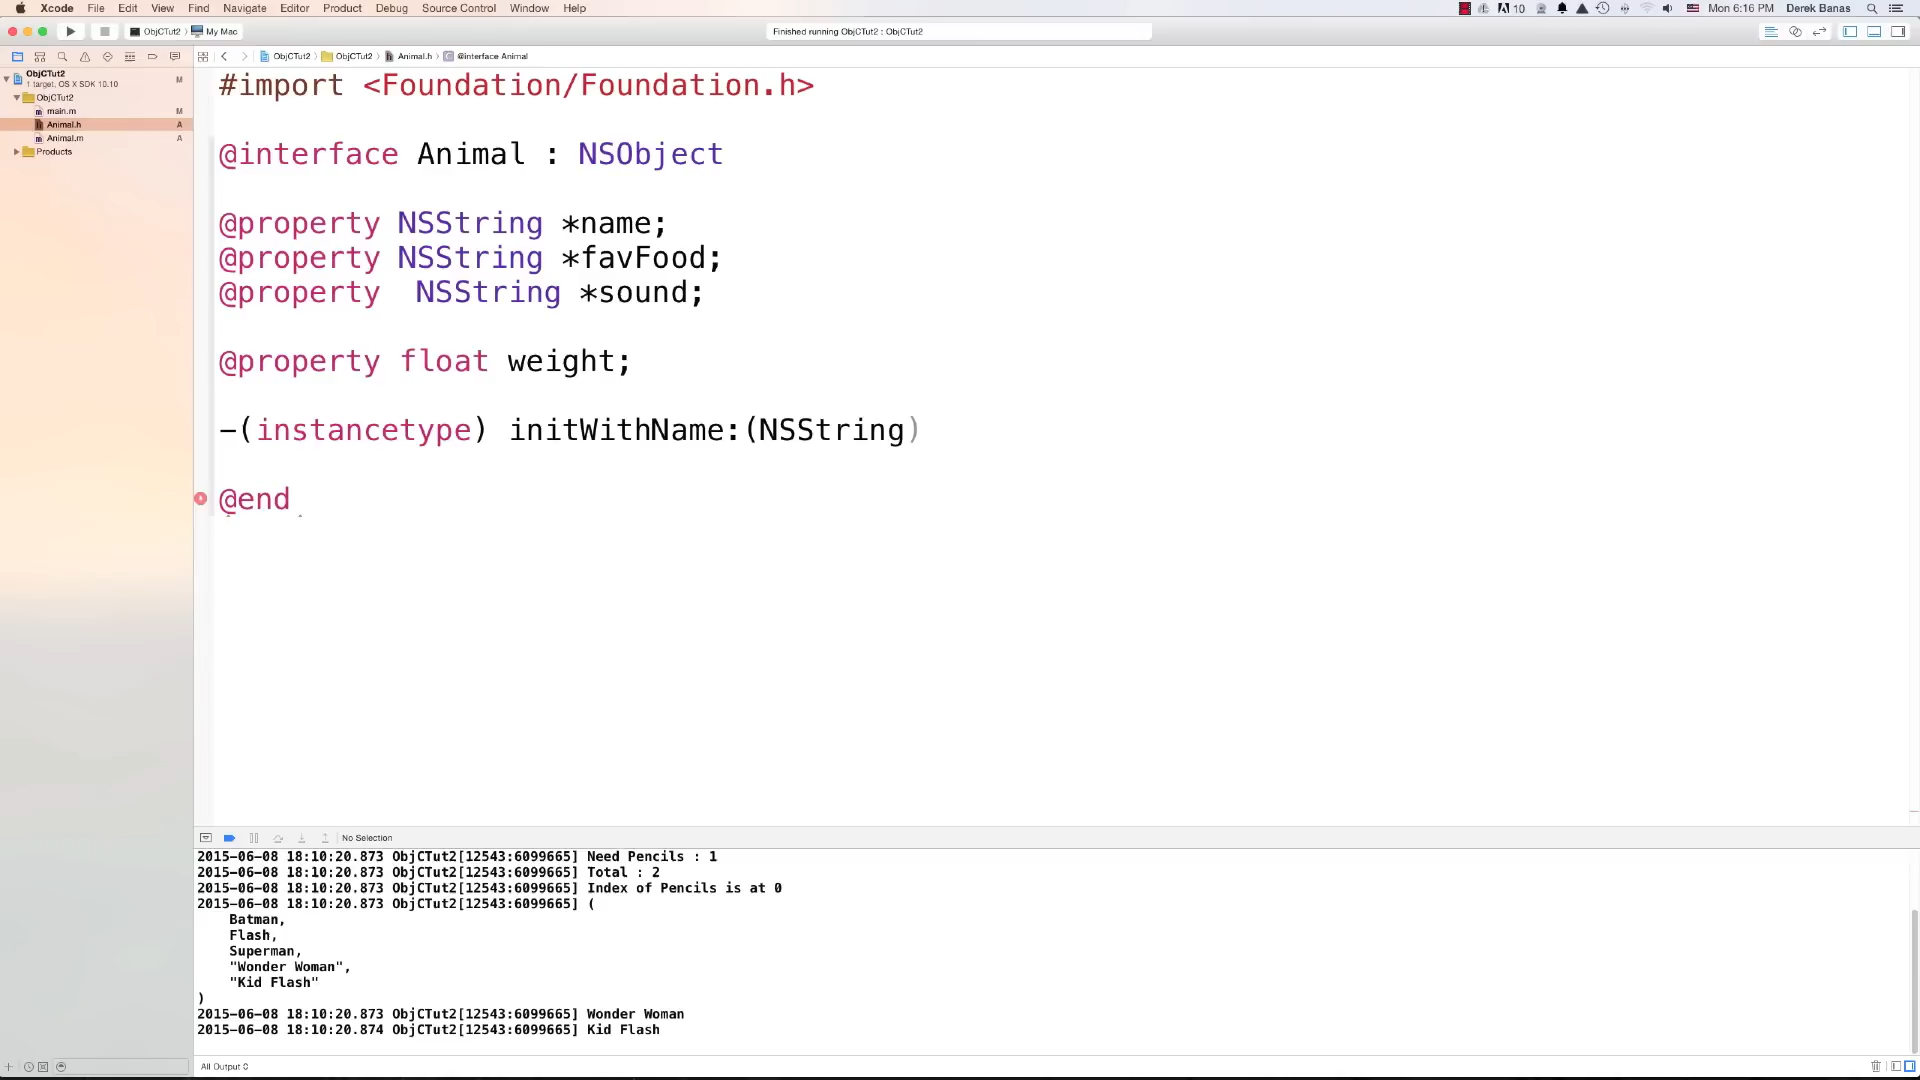 Xcode File Edit View Find Navigate Editor Product Debug Source Control Window Help 10 Mon 6:16 PM Derek Banas
ObjCTut2 My Mac Finished running ObjCTut2 : ObjCTut2
ObjCTut2 ObjCTut2 Animal.h @interface Animal
ObjCTut2 M
1 target, OS X SDK 10.10
ObjCTut2
main.m M
Animal.h A
Animal.m A
Products
#import <Foundation/Foundation.h>
@interface Animal : NSObject
@property NSString *name;
@property NSString *favFood;
@property  NSString *sound;
@property float weight;
-(instancetype) initWithName:(NSString)
@end
No Selection
2015-06-08 18:10:20.873 ObjCTut2[12543:6099665] Need Pencils : 1
2015-06-08 18:10:20.873 ObjCTut2[12543:6099665] Total : 2
2015-06-08 18:10:20.873 ObjCTut2[12543:6099665] Index of Pencils is at 0
2015-06-08 18:10:20.873 ObjCTut2[12543:6099665] (
Batman,
Flash,
Superman,
"Wonder Woman",
"Kid Flash"
)
2015-06-08 18:10:20.873 ObjCTut2[12543:6099665] Wonder Woman
2015-06-08 18:10:20.874 ObjCTut2[12543:6099665] Kid Flash
All Output